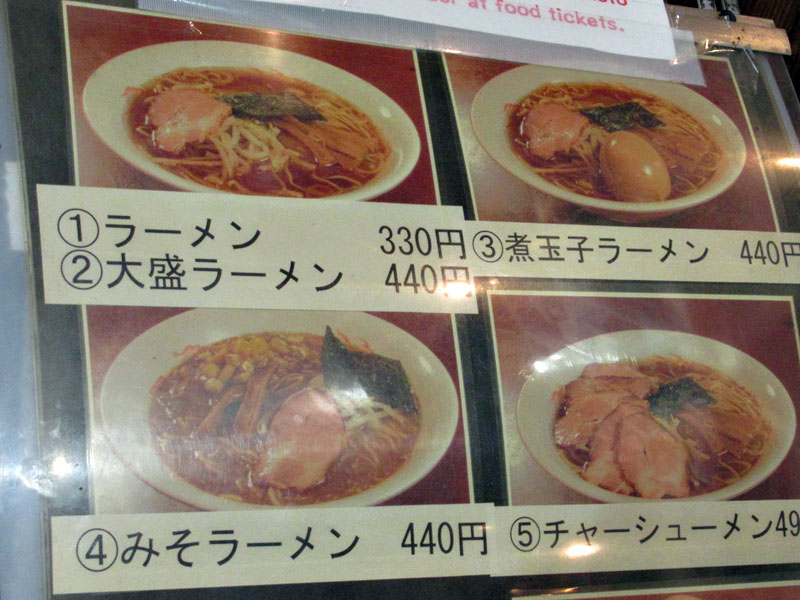 at food tickets.
①ラーメン 330円
②大盛ラーメン 440円
③煮玉子ラーメン 440円
④みそラーメン 440円
⑤チャーシューメン49